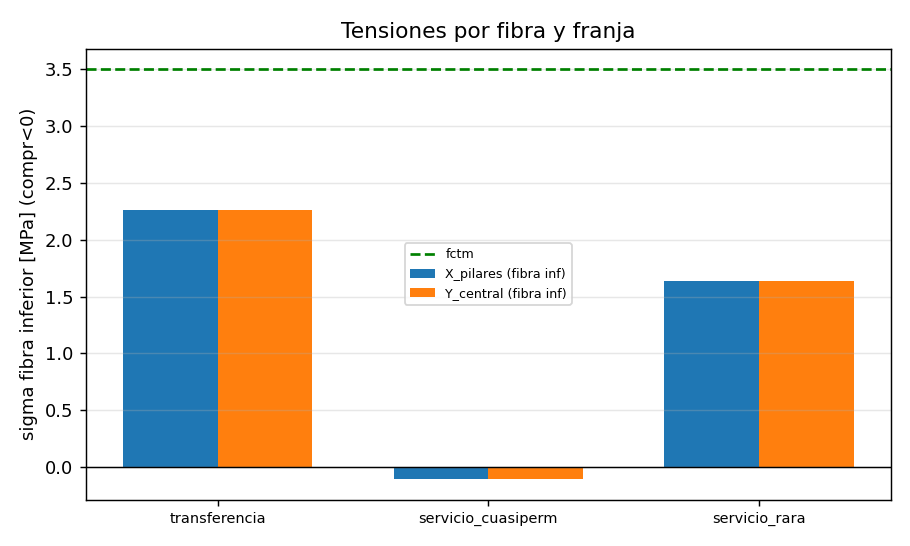 Tensiones por fibra y franja
sigma fibra inferior [MPa] (compr<0)
3.5
3.0
2.5
2.0
1.5
1.0
0.5
0.0
fctm
X_pilares (fibra inf)
Y_central (fibra inf)
transferencia
servicio_cuasiperm
servicio_rara